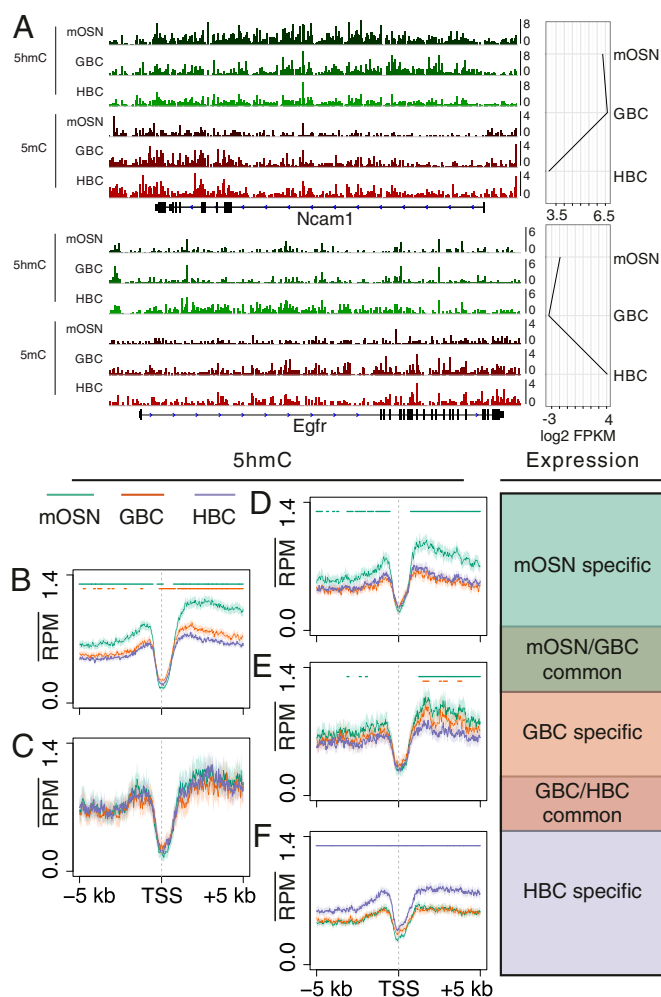 A
5hmC
mOSN
8
0
GBC
8
0
HBC
8
0
5mC
mOSN
4
0
GBC
4
0
HBC
4
0
Ncam1
mOSN
GBC
HBC
3.5 6.5
5hmC
mOSN
6
0
GBC
6
0
HBC
6
0
5mC
mOSN
4
0
GBC
4
0
HBC
4
0
Egfr
mOSN
GBC
HBC
-3 4
log2 FPKM
5hmC
Expression
mOSN GBC HBC
B
1.4
RPM
0.0
C
1.4
RPM
0.0
−5 kb TSS +5 kb
D
1.4
RPM
0.0
E
1.4
RPM
0.0
F
1.4
RPM
0.0
−5 kb TSS +5 kb
mOSN specific
mOSN/GBC
common
GBC specific
GBC/HBC
common
HBC specific